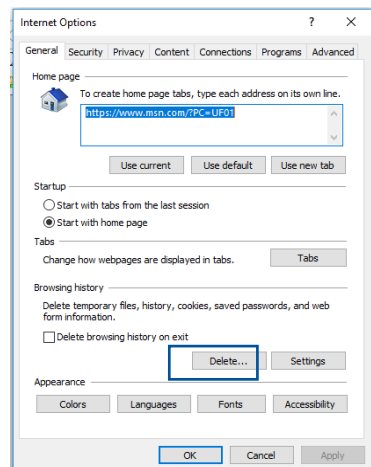 Internet Options ? ×
General Security Privacy Content Connections Programs Advanced
Home page
To create home page tabs, type each address on its own line.
https://www.msn.com/?PC=UF01
Use current Use default Use new tab
Startup
Start with tabs from the last session
Start with home page
Tabs
Change how webpages are displayed in tabs. Tabs
Browsing history
Delete temporary files, history, cookies, saved passwords, and web
form information.
Delete browsing history on exit
Delete... Settings
Appearance
Colors Languages Fonts Accessibility
OK Cancel Apply